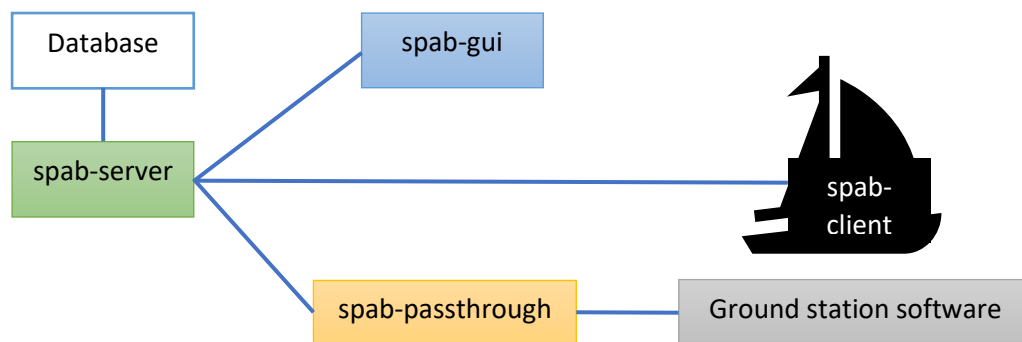 Database
spab-gui
spab-server
spab-
client
spab-passthrough
Ground station software